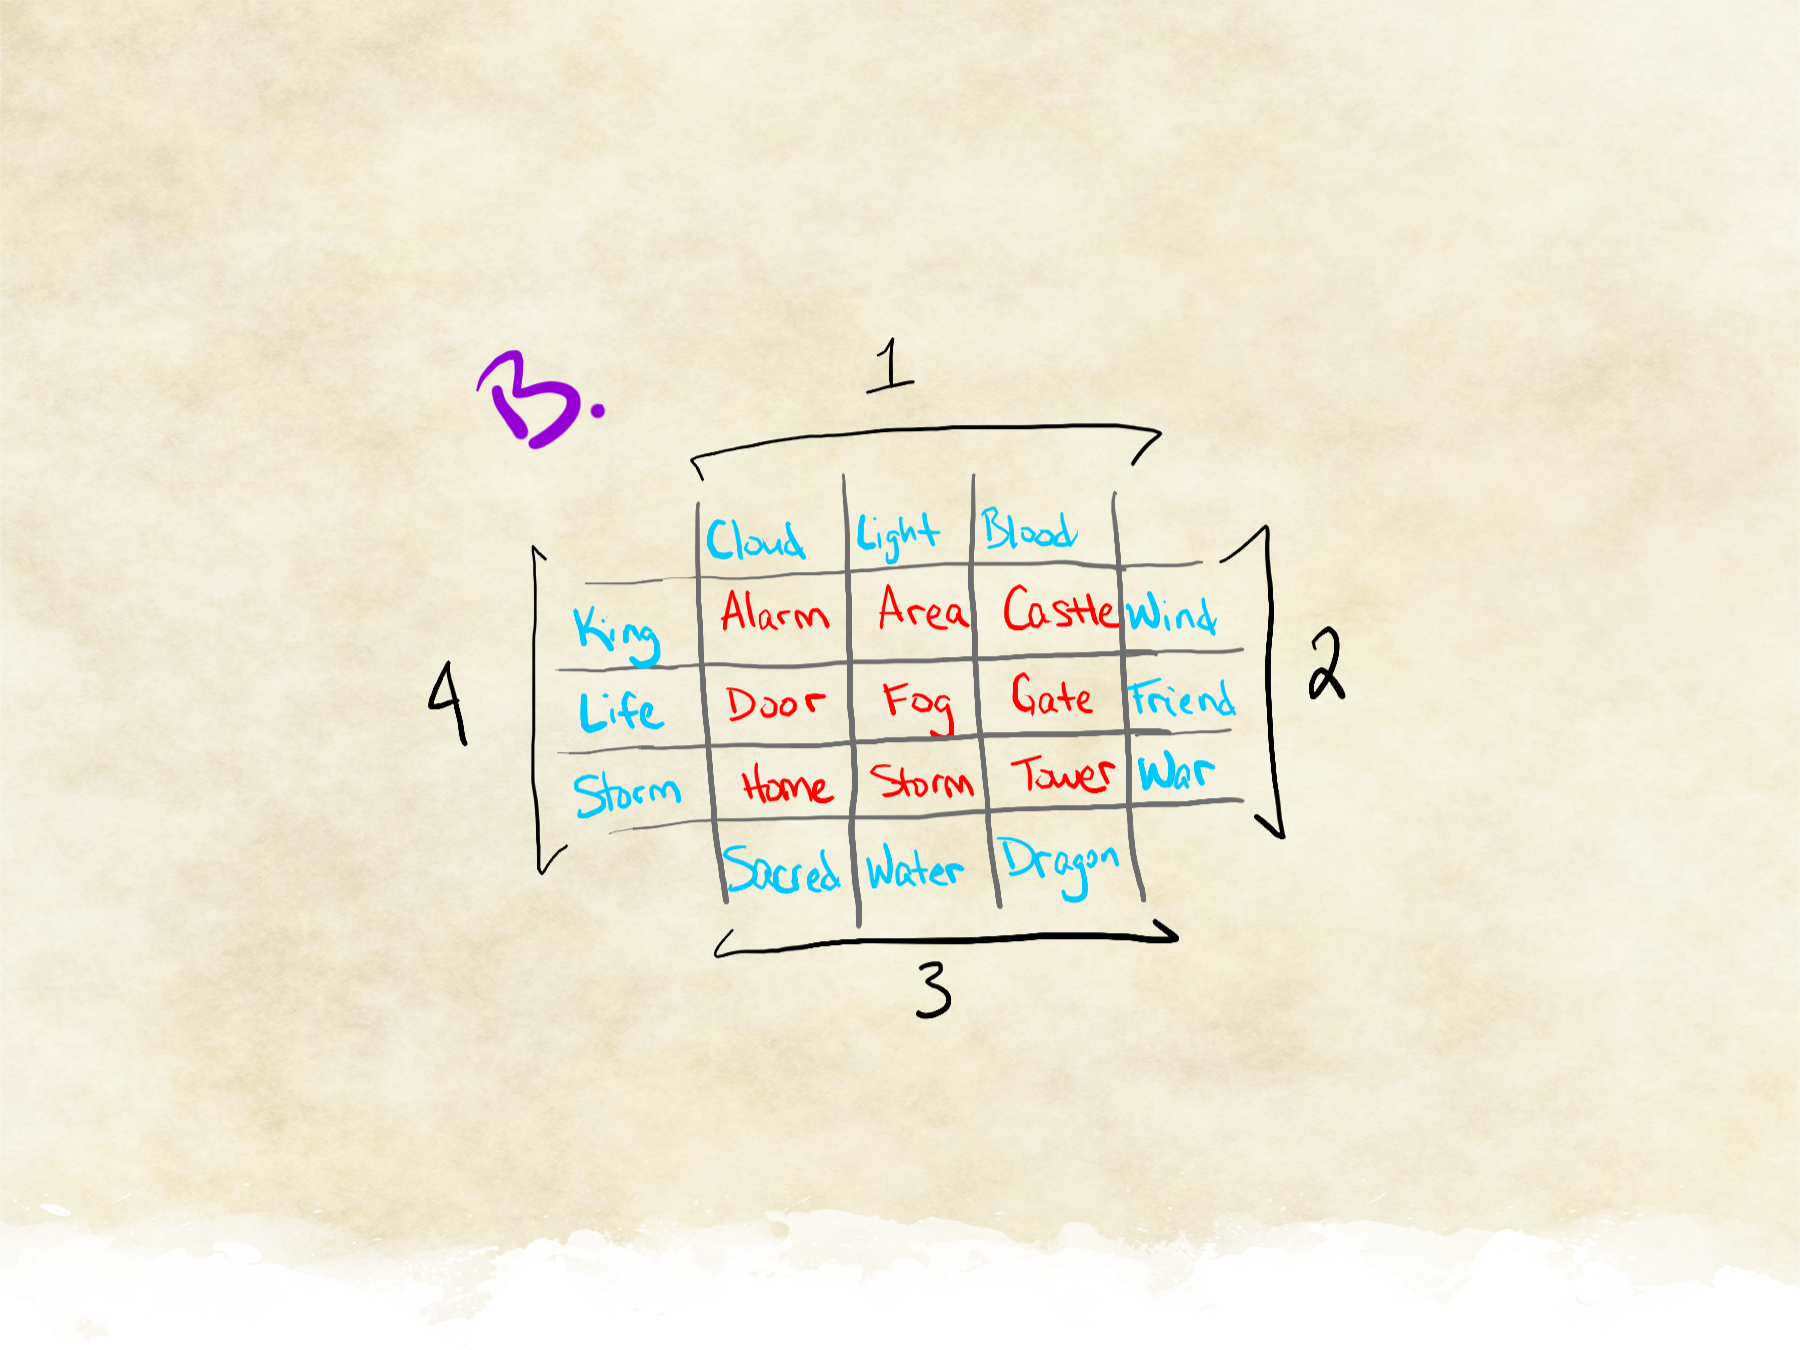 B.
1
Cloud Light Blood
King Alarm Area Castle Wind
4 Life Door Fog Gate Friend 2
Storm Home Storm Tower War
Sacred Water Dragon
3